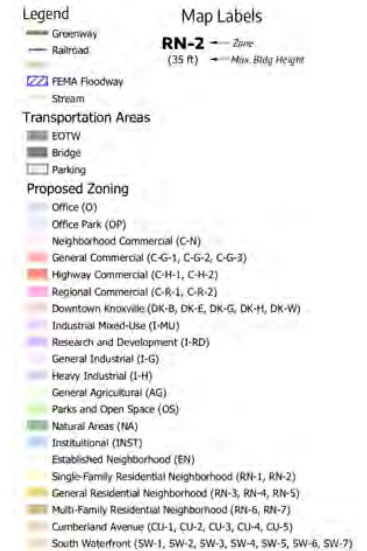 Legend
Greenway
Railroad
FEMA Floodway
Stream
Transportation Areas
EOTW
Bridge
Parking
Proposed Zoning
Office (O)
Office Park (OP)
Neighborhood Commercial (C-N)
General Commercial (C-G-1, C-G-2, C-G-3)
Highway Commercial (C-H-1, C-H-2)
Regional Commercial (C-R-1, C-R-2)
Downtown Knoxville (DK-B, DK-E, DK-G, DK-H, DK-W)
Industrial Mixed-Use (I-MU)
Research and Development (I-RD)
General Industrial (I-G)
Heavy Industrial (I-H)
General Agricultural (AG)
Parks and Open Space (OS)
Natural Areas (NA)
Instituitional (INST)
Established Neighborhood (EN)
Single-Family Residential Neighborhood (RN-1, RN-2)
General Residential Neighborhood (RN-3, RN-4, RN-5)
Multi-Family Residential Neighborhood (RN-6, RN-7)
Cumberland Avenue (CU-1, CU-2, CU-3, CU-4, CU-5)
South Waterfront (SW-1, SW-2, SW-3, SW-4, SW-5, SW-6, SW-7)
Map Labels
RN-2 Zone
(35 ft) Max. Bldg Height